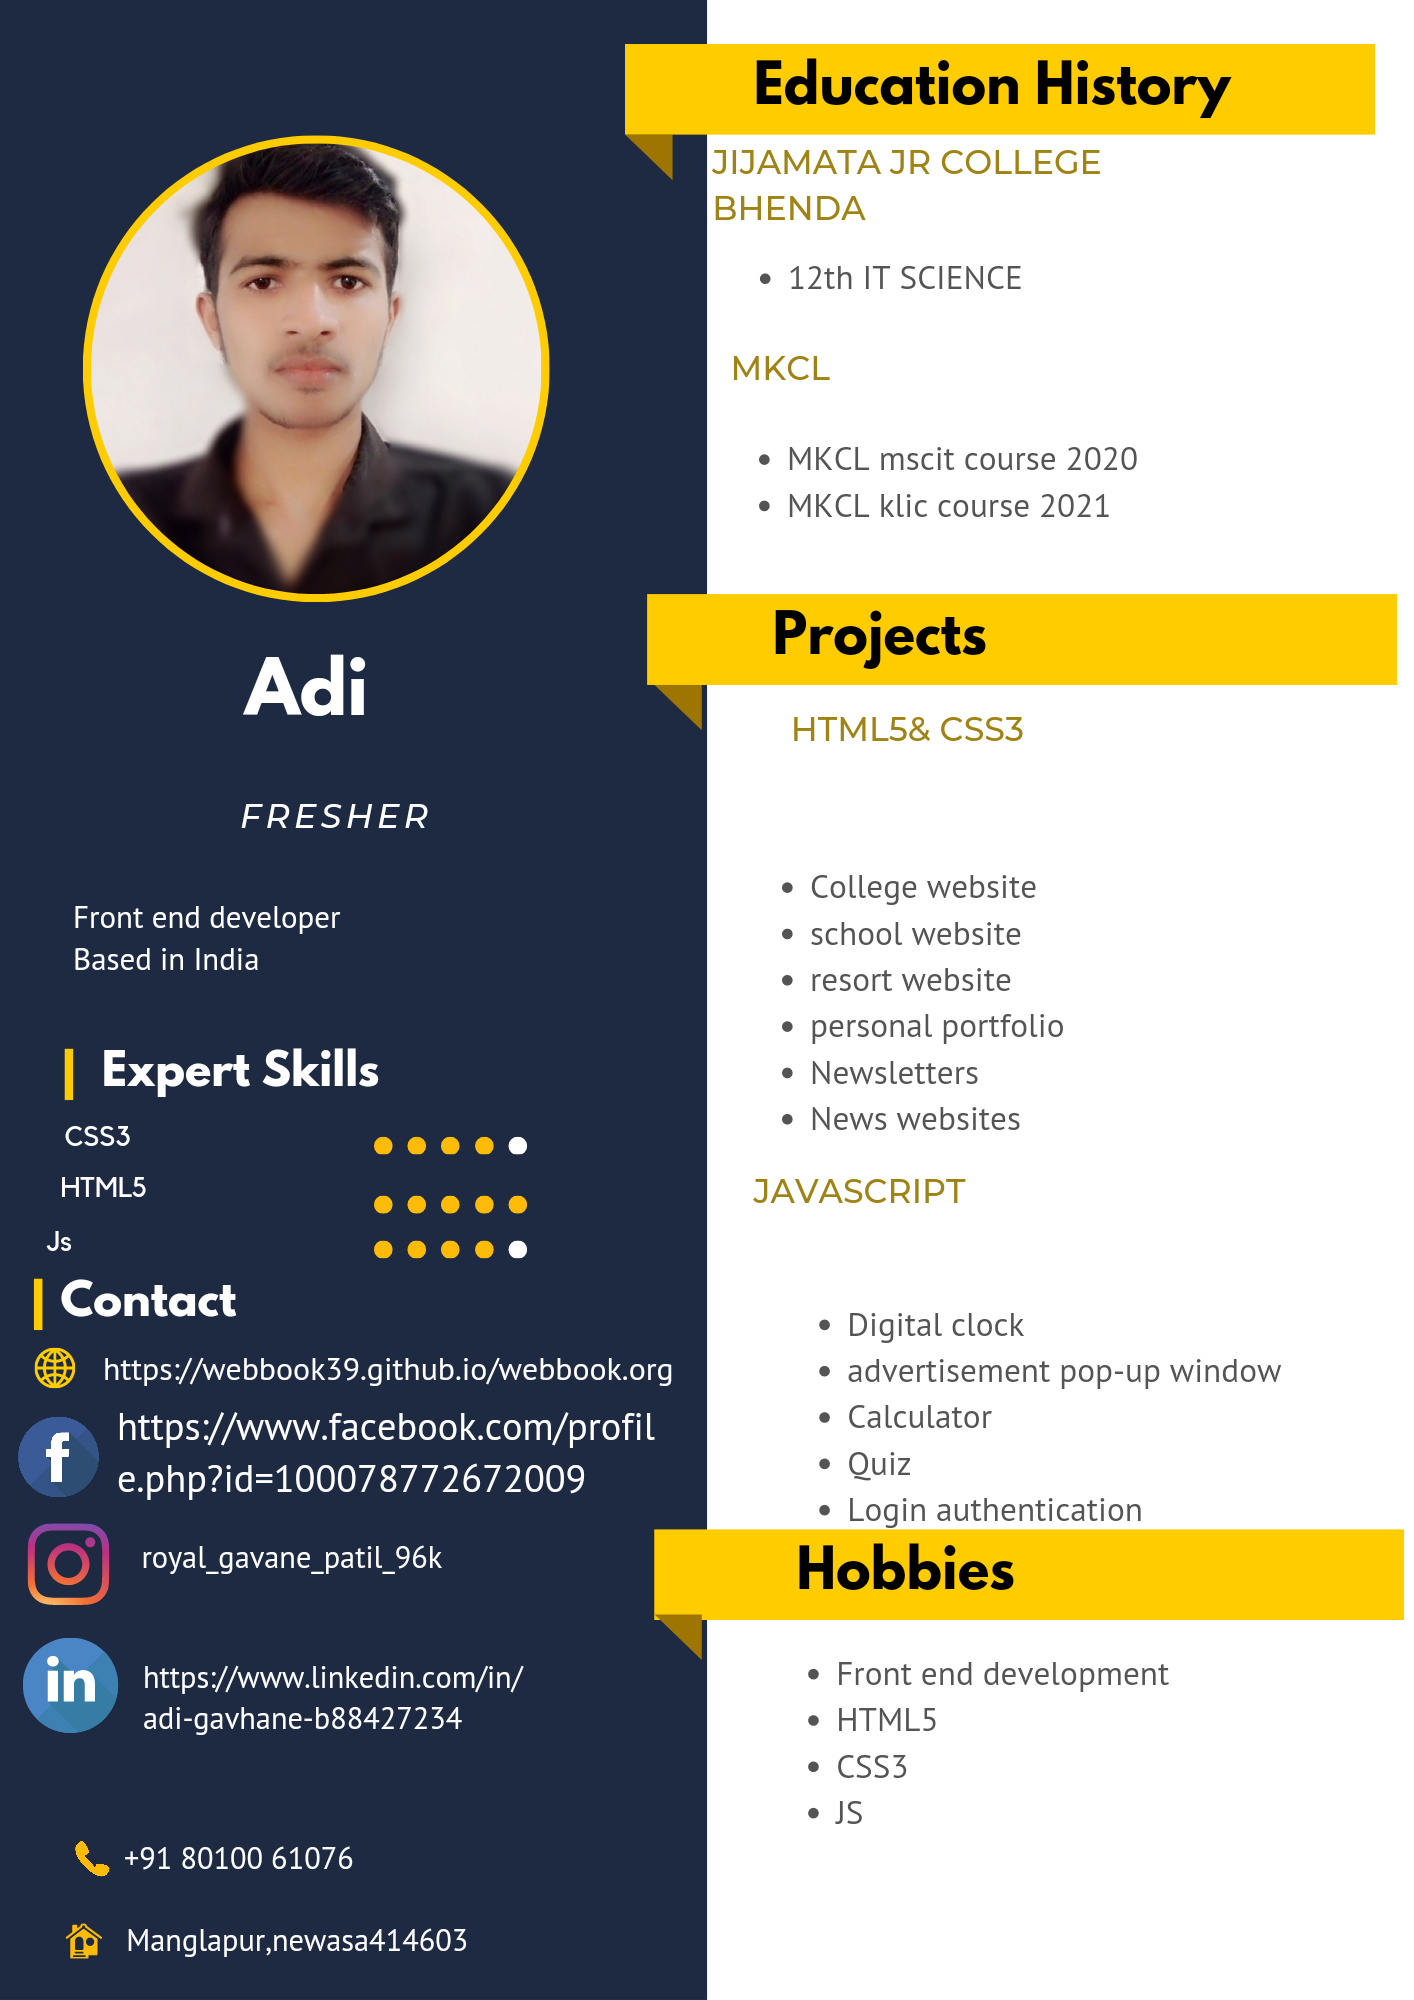 Adi
FRESHER
Front end developer
Based in India
Expert Skills
CSS3
HTML5
Js
Contact
https://webbook39.github.io/webbook.org
https://www.facebook.com/profil
e.php?id=100078772672009
royal_gavane_patil_96k
https://www.linkedin.com/in/
adi-gavhane-b88427234
+91 80100 61076
Manglapur,newasa414603
Education History
JIJAMATA JR COLLEGE
BHENDA
• 12th IT SCIENCE
MKCL
• MKCL mscit course 2020
• MKCL klic course 2021
Projects
HTML5& CSS3
• College website
• school website
• resort website
• personal portfolio
• Newsletters
• News websites
JAVASCRIPT
• Digital clock
• advertisement pop-up window
• Calculator
• Quiz
• Login authentication
Hobbies
• Front end development
• HTML5
• CSS3
• JS